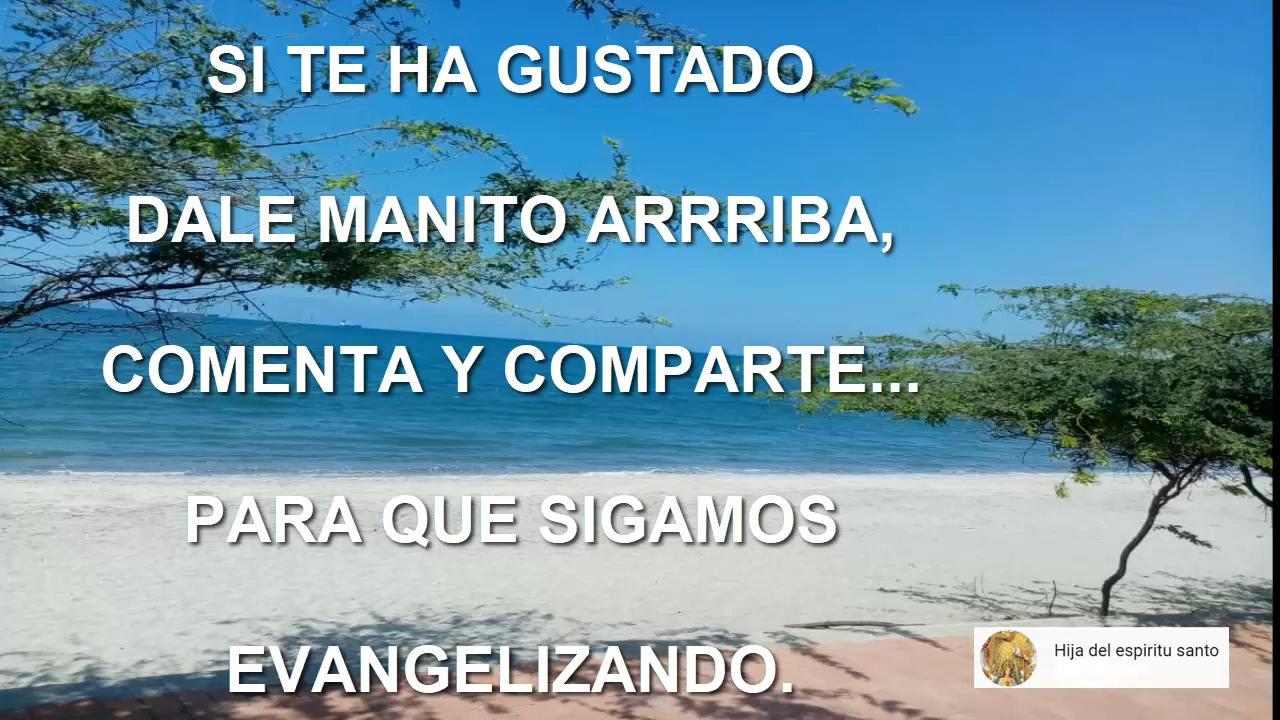 SI TE HA GUSTADO
DALE MANITO ARRRIBA,
COMENTA Y COMPARTE...
PARA QUE SIGAMOS
EVANGELIZANDO.
Hija del espiritu santo